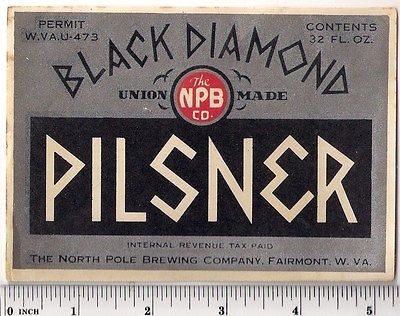 PERMIT
W.VA.U-473
CONTENTS
32 FL. OZ.
BLACK DIAMOND
UNION MADE
The
NPB
CO.
PILSNER
INTERNAL REVENUE TAX PAID
THE NORTH POLE BREWING COMPANY, FAIRMONT, W. VA.
0 INCH 1 2 3 4 5